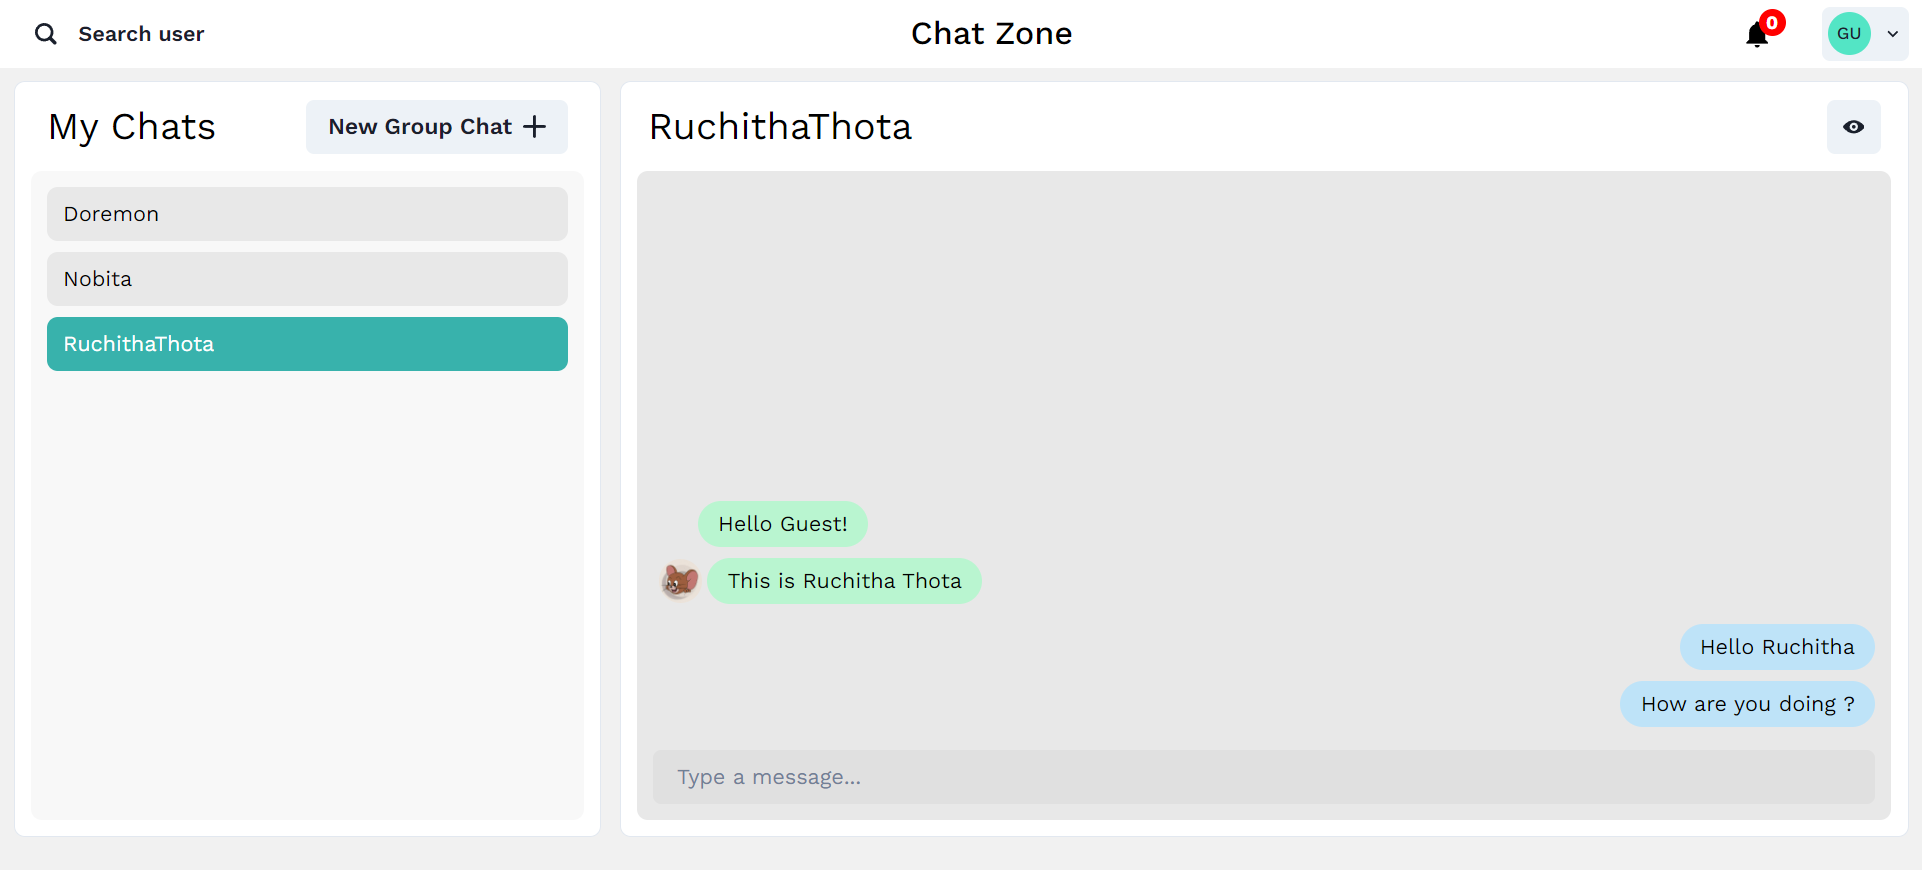 Search user
Chat Zone
0
GU
My Chats
New Group Chat
Doremon
Nobita
RuchithaThota
RuchithaThota
Hello Guest!
This is Ruchitha Thota
Hello Ruchitha
How are you doing ?
Type a message...